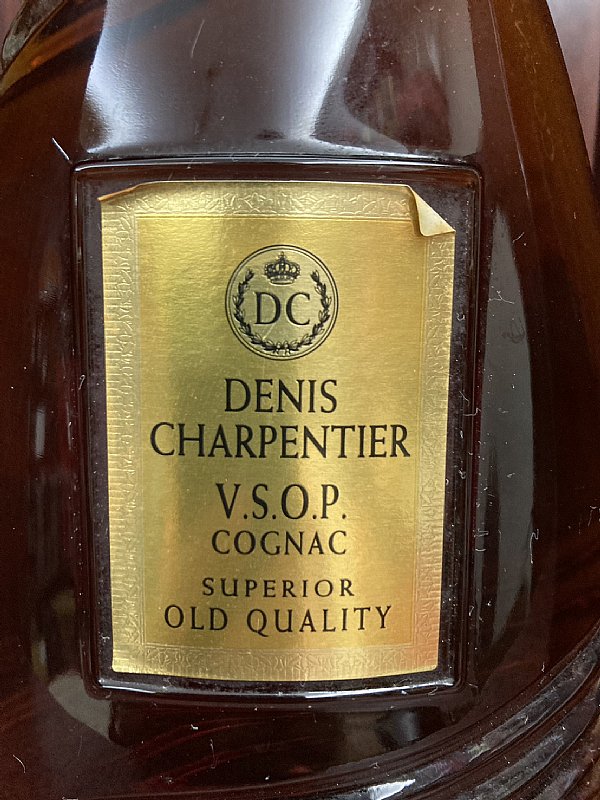 DC
DENIS
CHARPENTIER
V.S.O.P.
COGNAC
SUPERIOR
OLD QUALITY